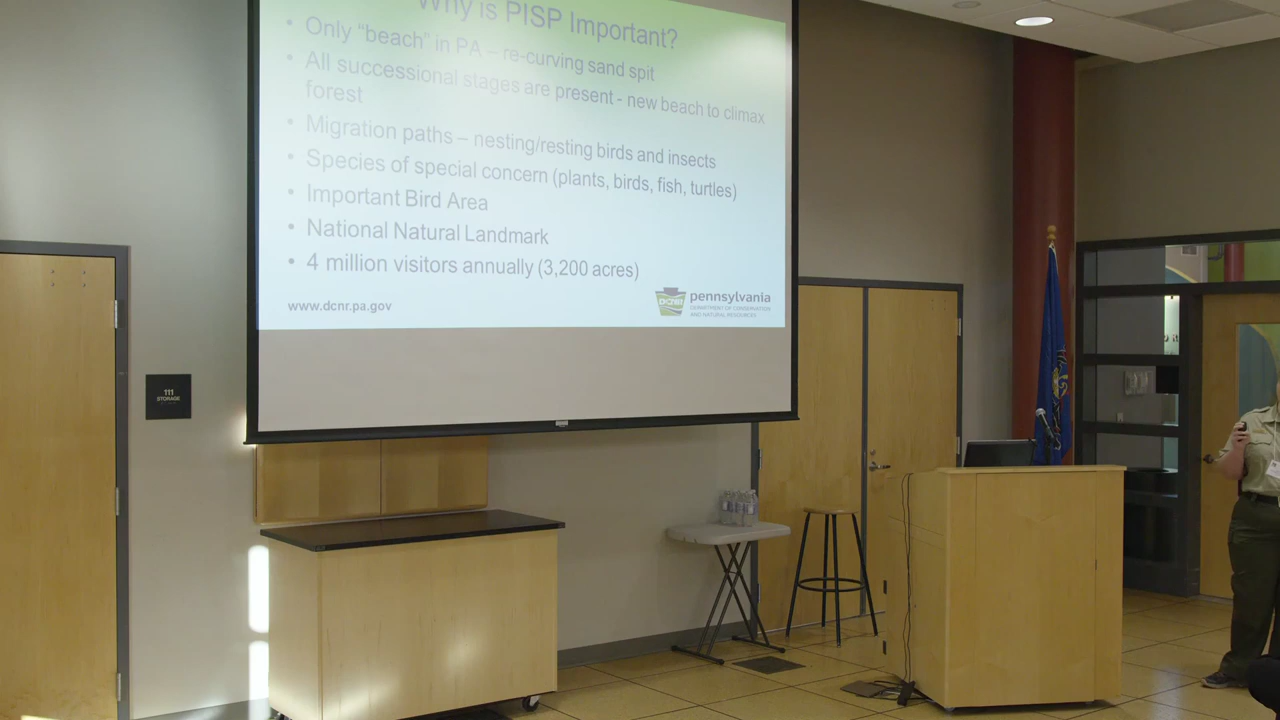 Why is PISP Important?
• Only “beach” in PA – re-curving sand spit
• All successional stages are present - new beach to climax
forest
• Migration paths – nesting/resting birds and insects
• Species of special concern (plants, birds, fish, turtles)
• Important Bird Area
• National Natural Landmark
• 4 million visitors annually (3,200 acres)
www.dcnr.pa.gov
dcnr
pennsylvania
DEPARTMENT OF CONSERVATION
AND NATURAL RESOURCES
111
STORAGE